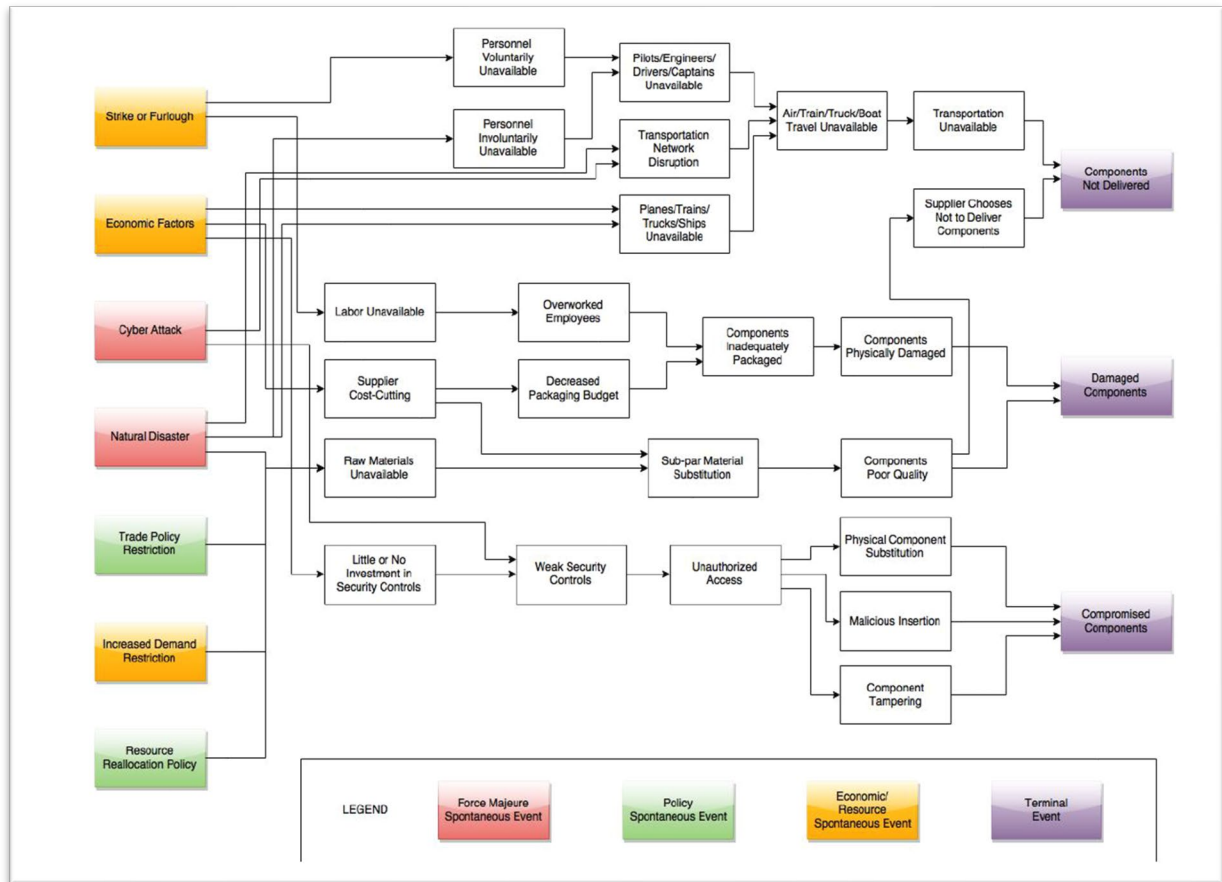 Strike or Furlough
Economic Factors
Cyber Attack
Natural Disaster
Trade Policy
Restriction
Increased Demand
Restriction
Resource
Reallocation Policy
Personnel
Voluntarily
Unavailable
Personnel
Involuntarily
Unavailable
Pilots/Engineers/
Drivers/Captains
Unavailable
Transportation
Network
Disruption
Planes/Trains/
Trucks/Ships
Unavailable
Air/Train/Truck/Boat
Travel Unavailable
Transportation
Unavailable
Supplier Chooses
Not to Deliver
Components
Components
Not Delivered
Labor Unavailable
Overworked
Employees
Supplier
Cost-Cutting
Decreased
Packaging Budget
Components
Inadequately
Packaged
Components
Physically Damaged
Damaged
Components
Raw Materials
Unavailable
Sub-par Material
Substitution
Components
Poor Quality
Little or No
Investment in
Security Controls
Weak Security
Controls
Unauthorized
Access
Physical Component
Substitution
Malicious Insertion
Component
Tampering
Compromised
Components
LEGEND
Force Majeure
Spontaneous Event
Policy
Spontaneous Event
Economic/
Resource
Spontaneous Event
Terminal
Event